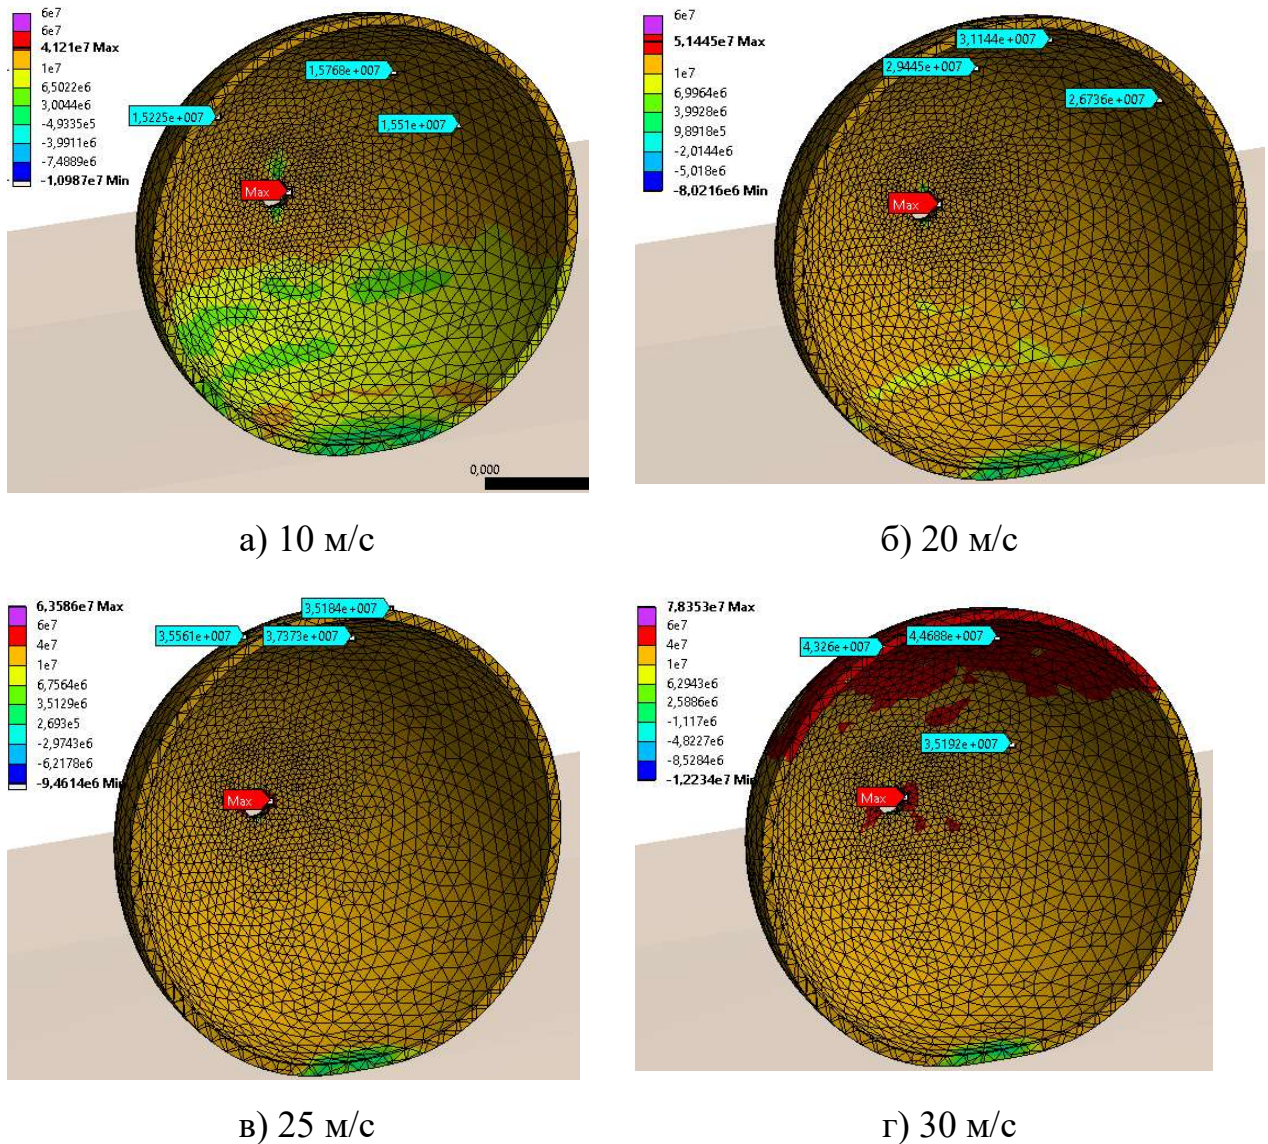 6e7
6e7
4,121e7 Max
1e7
6,5022e6
3,0044e6
-4,9335e5
-3,9911e6
-7,4889e6
-1,0987e7 Min
1,5768e+007
1,5225e+007
1,551e+007
Max
0,000
6e7
5,1445e7 Max
1e7
6,9964e6
3,9928e6
9,8918e5
-2,0144e6
-5,018e6
-8,0216e6 Min
3,1144e+007
2,9445e+007
2,6736e+007
Max
а) 10 м/с
б) 20 м/с
6,3586e7 Max
6e7
4e7
1e7
6,7564e6
3,5129e6
2,693e5
-2,9743e6
-6,2178e6
-9,4614e6 Min
3,5184e+007
3,5561e+007
3,7373e+007
Max
7,8353e7 Max
6e7
4e7
1e7
6,2943e6
2,5886e6
-1,117e6
-4,8227e6
-8,5284e6
-1,2234e7 Min
4,326e+007
4,4688e+007
3,5192e+007
Max
в) 25 м/с
г) 30 м/с